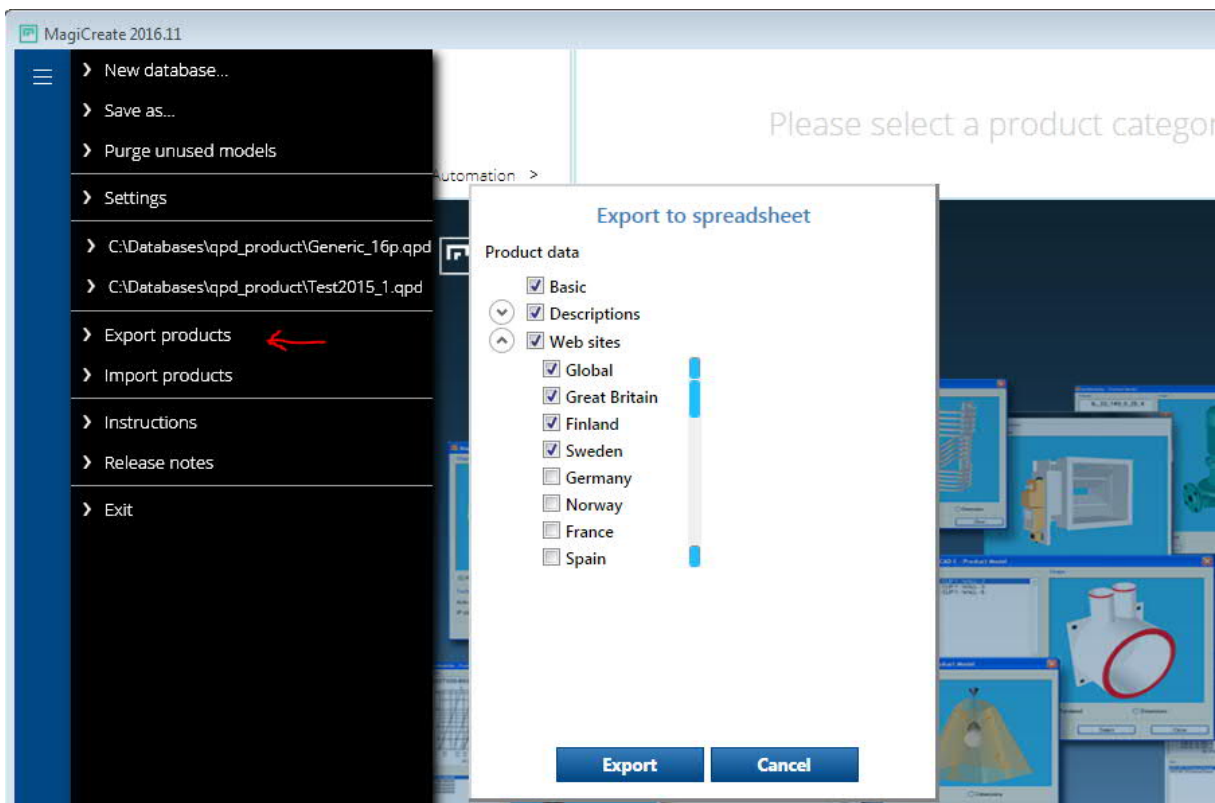 MagiCreate 2016.11
New database...
Save as...
Purge unused models
Settings
C:\Databases\qpd_product\Generic_16p.qpd
C:\Databases\qpd_product\Test2015_1.qpd
Export products
Import products
Instructions
Release notes
Exit
Please select a product categor
Automation >
Export to spreadsheet
Product data
Basic
Descriptions
Web sites
Global
Great Britain
Finland
Sweden
Germany
Norway
France
Spain
Export
Cancel